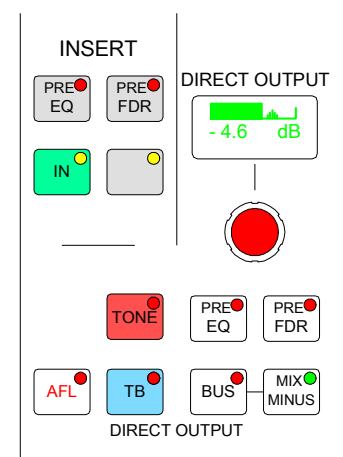 INSERT
PRE
EQ
PRE
FDR
DIRECT OUTPUT
- 4.6 dB
IN
TONE
PRE
EQ
PRE
FDR
AFL
TB
BUS
MIX
MINUS
DIRECT OUTPUT